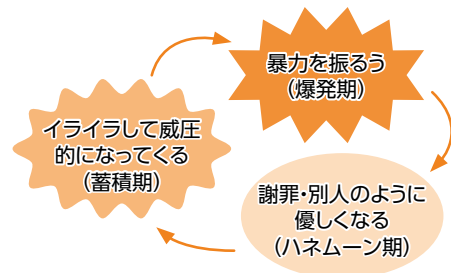 イライラして威圧
的になってくる
（蓄積期）
暴力を振るう
（爆発期）
謝罪・別人のように
優しくなる
（ハネムーン期）